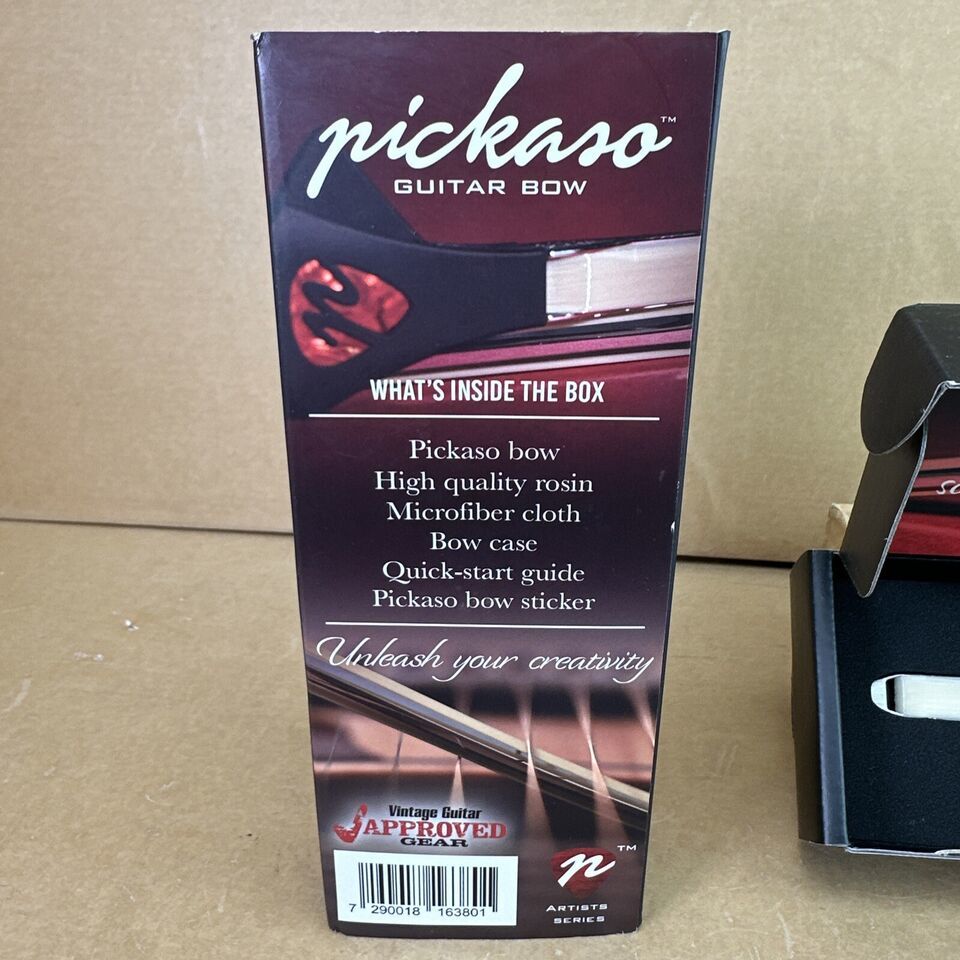 pickaso™
GUITAR BOW
WHAT'S INSIDE THE BOX
Pickaso bow
High quality rosin
Microfiber cloth
Bow case
Quick-start guide
Pickaso bow sticker
Unleash your creativity
Vintage Guitar
APPROVED
GEAR
7 290018 163801
TM
ARTISTS
SERIES